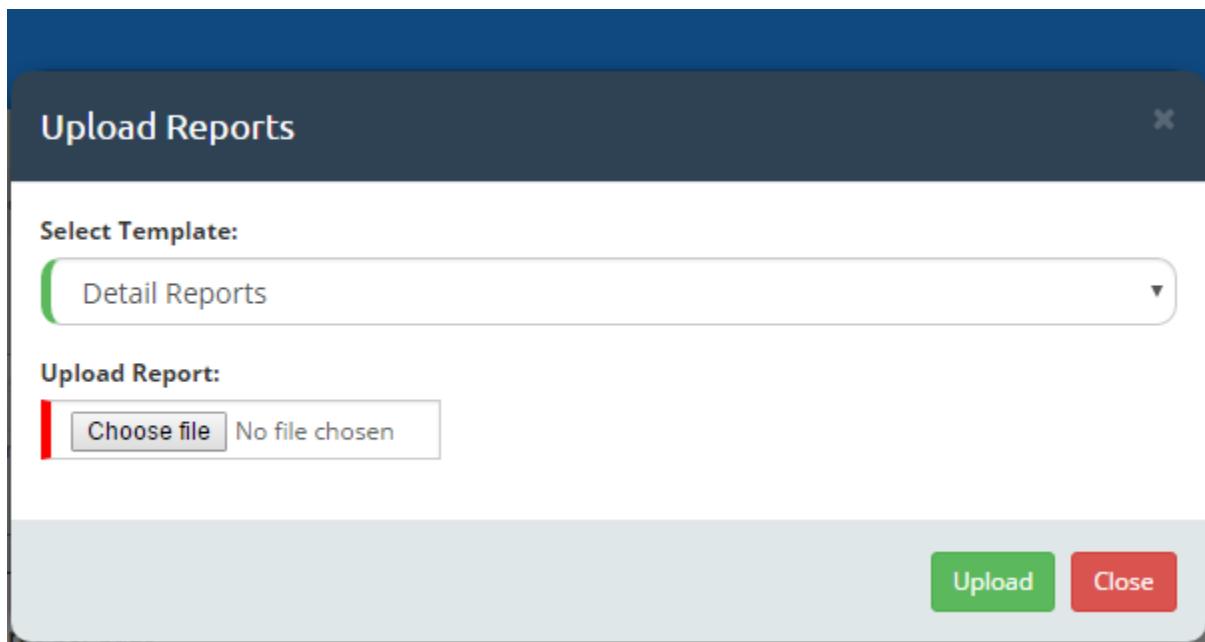 Upload Reports
Select Template:
Detail Reports
Upload Report:
Choose file No file chosen
Upload Close